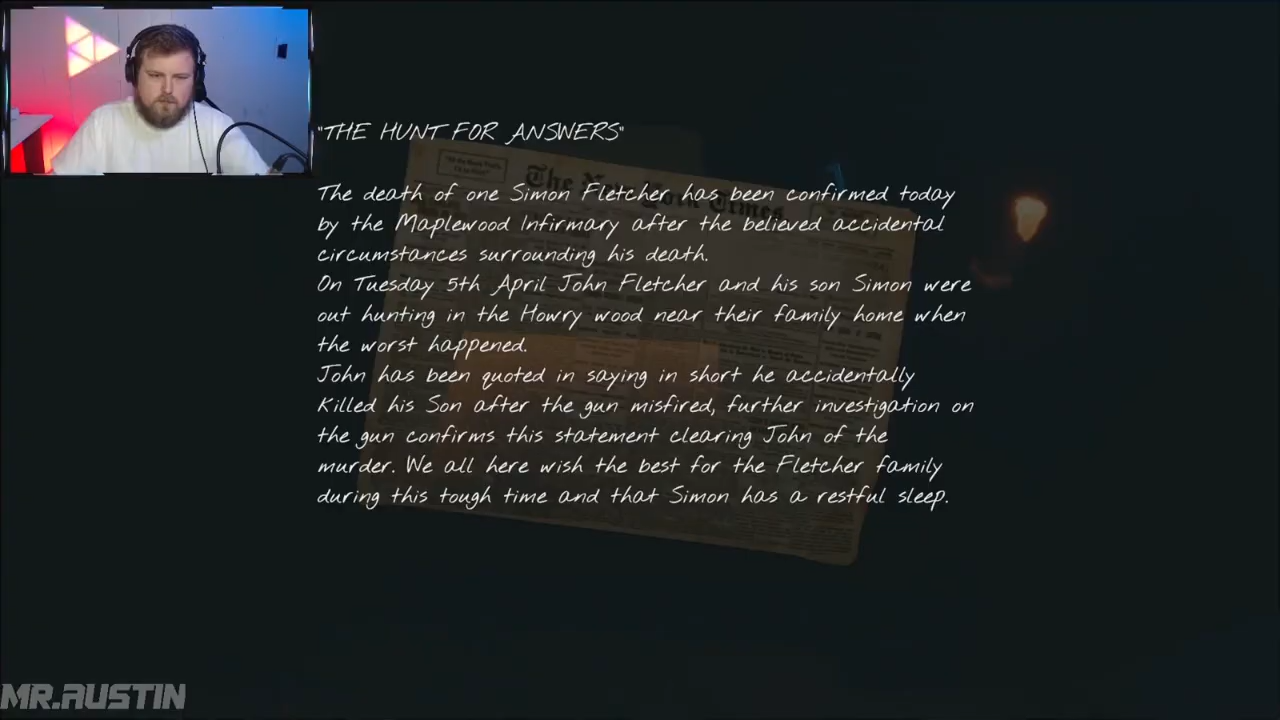 "THE HUNT FOR ANSWERS"
The death of one Simon Fletcher has been confirmed today
by the Maplewood Infirmary after the believed accidental
circumstances surrounding his death.
On Tuesday 5th April John Fletcher and his son Simon were
out hunting in the Howry wood near their family home when
the worst happened.
John has been quoted in saying in short he accidentally
Killed his Son after the gun misfired, further investigation on
the gun confirms this statement clearing John of the
murder. We all here wish the best for the Fletcher family
during this tough time and that Simon has a restful sleep.
The New York Times
MR.AUSTIN